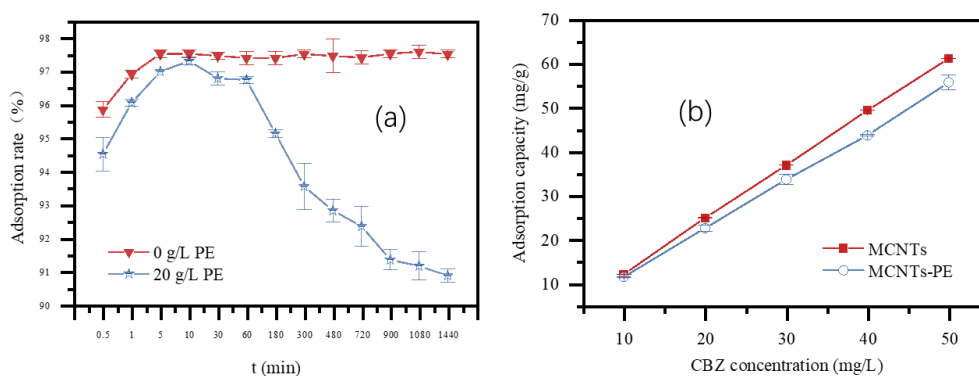 98
97
96
95
94
93
92
91
90
Adsorption rate (%)
(a)
0 g/L PE
20 g/L PE
0.5 1 5 10 30 60 180 300 480 720 900 1080 1440
t (min)
70
60
50
40
30
20
10
Adsorption capacity (mg/g)
(b)
MCNTs
MCNTs-PE
10 20 30 40 50
CBZ concentration (mg/L)